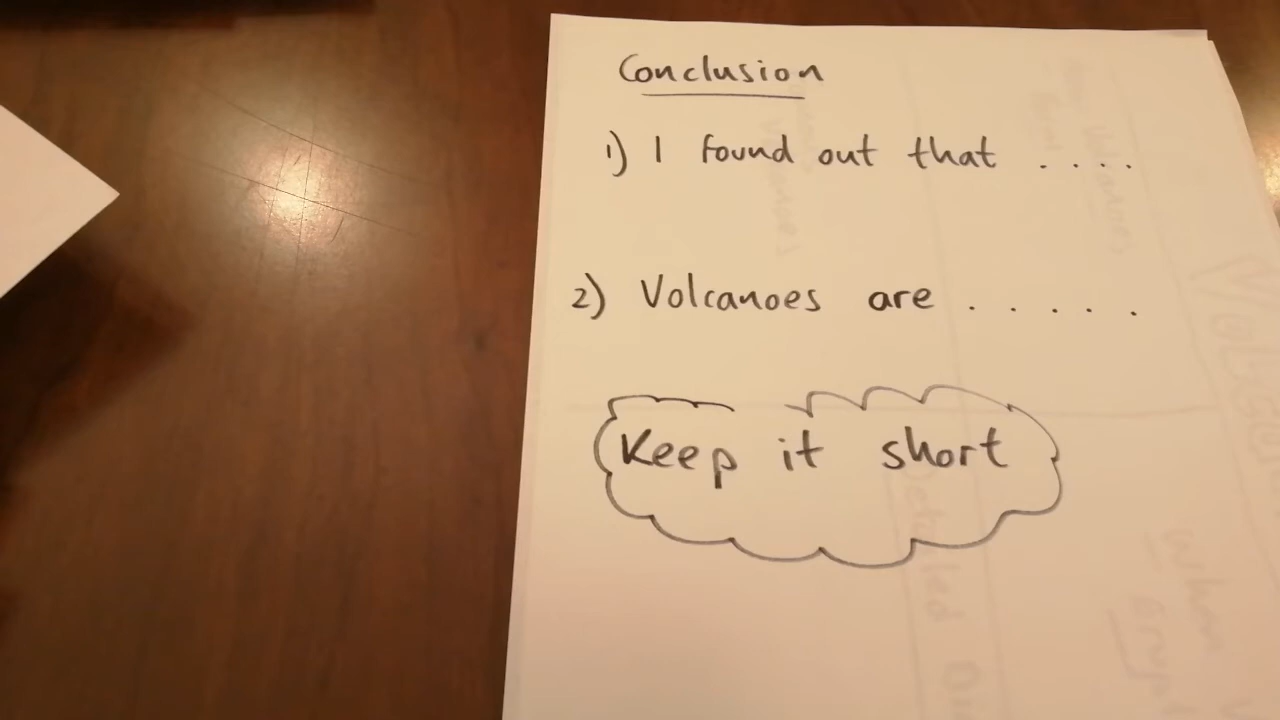 Conclusion
1) I found out that ....
2) Volcanoes are .....
Keep it short